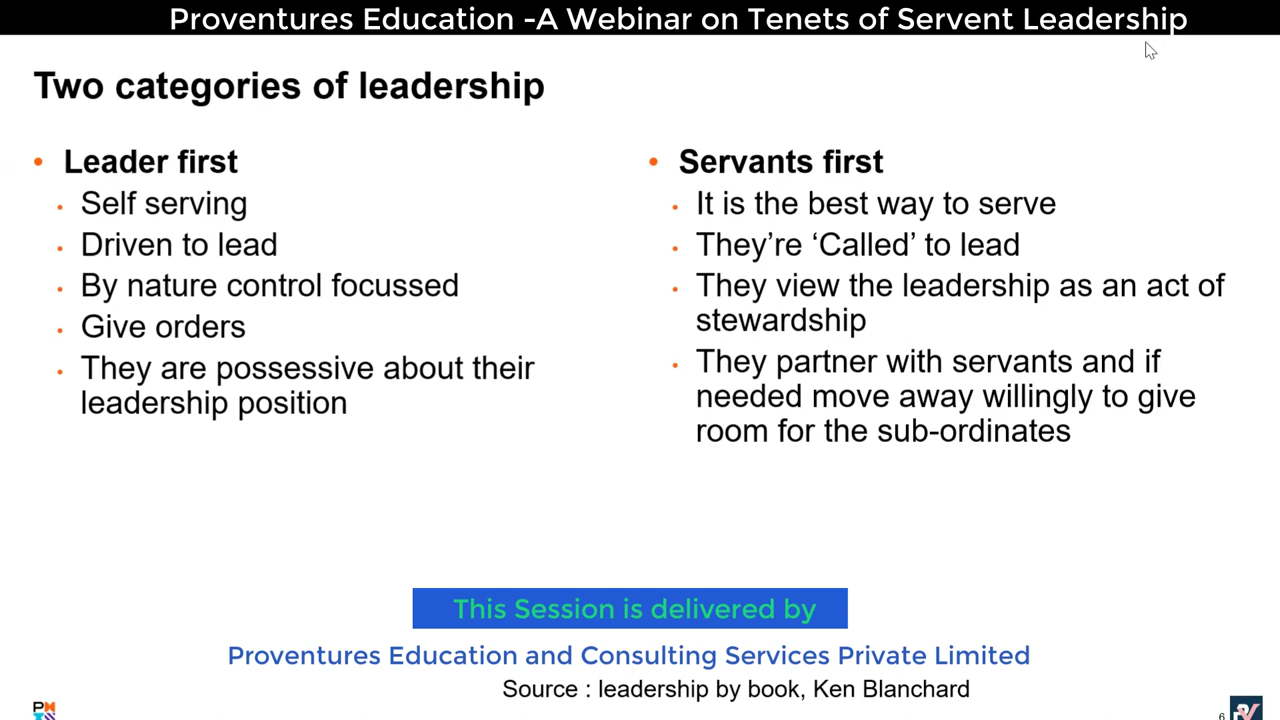 Proventures Education -A Webinar on Tenets of Servent Leadership
Two categories of leadership
• Leader first
• Self serving
• Driven to lead
• By nature control focussed
• Give orders
• They are possessive about their
leadership position
• Servants first
• It is the best way to serve
• They’re ‘Called’ to lead
• They view the leadership as an act of
stewardship
• They partner with servants and if
needed move away willingly to give
room for the sub-ordinates
This Session is delivered by
Proventures Education and Consulting Services Private Limited
Source : leadership by book, Ken Blanchard
6